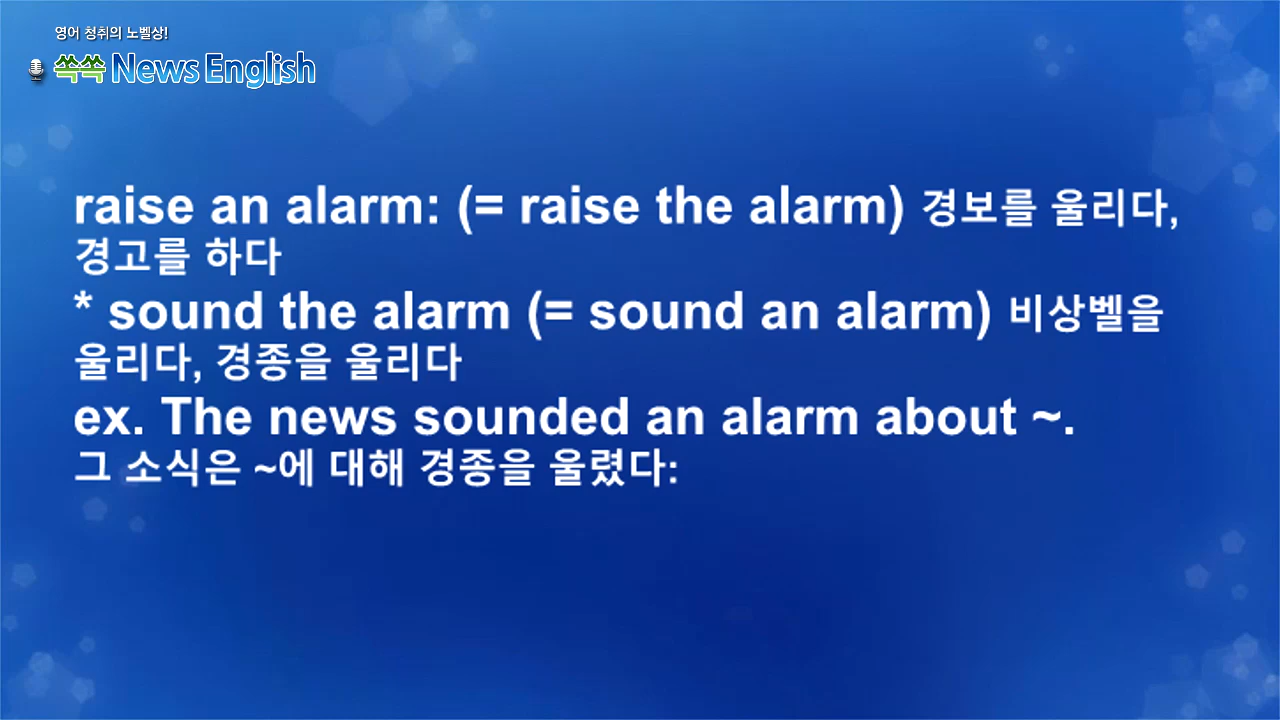 영어 청취의 노벨상!
쏙쏙 News English
raise an alarm: (= raise the alarm) 경보를 울리다,
경고를 하다
* sound the alarm (= sound an alarm) 비상벨을
울리다, 경종을 울리다
ex. The news sounded an alarm about ~.
그 소식은 ~에 대해 경종을 울렸다: